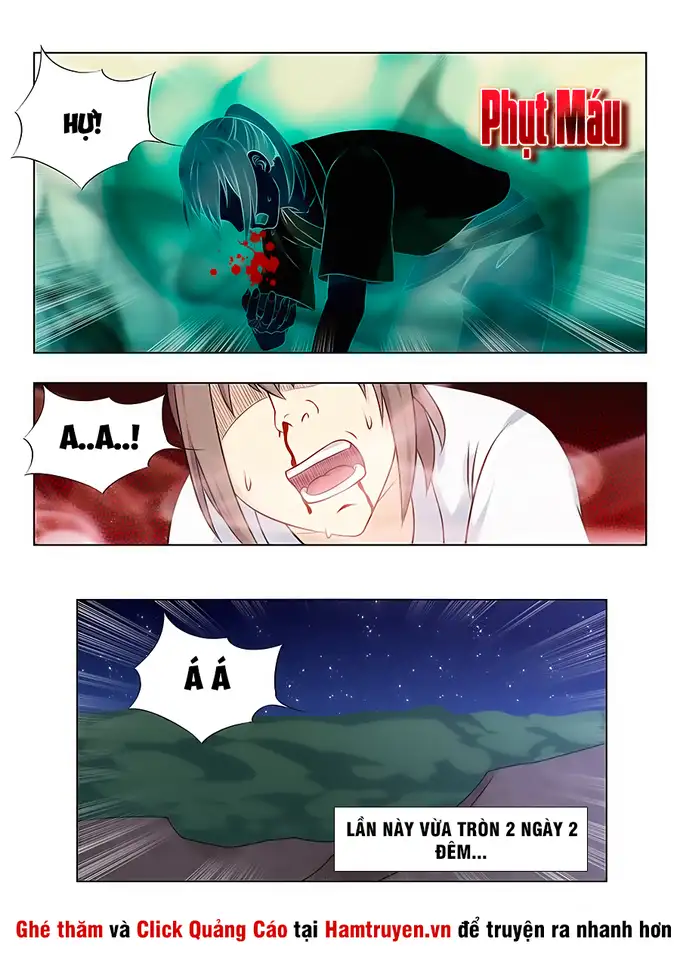 HỰ!
Phụt Máu
A..A..!
Á Á
LẦN NÀY VỪA TRÒN 2 NGÀY 2
ĐÊM...
Ghé thăm và Click Quảng Cáo tại Hamtruyen.vn để truyện ra nhanh hơn